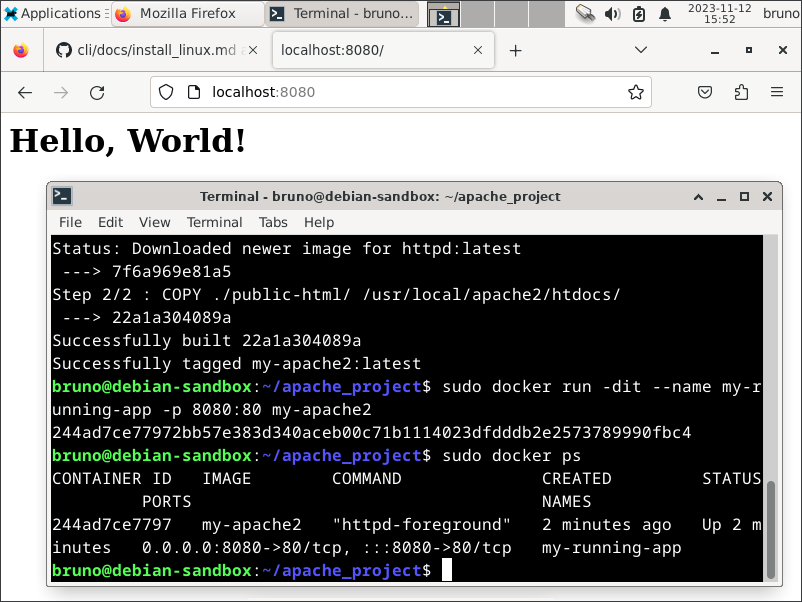 Applications
Mozilla Firefox
Terminal - bruno...
2023-11-12
15:52
bruno
cli/docs/install_linux.md
localhost:8080/
localhost:8080
Hello, World!
Terminal - bruno@debian-sandbox: ~/apache_project
File Edit View Terminal Tabs Help
Status: Downloaded newer image for httpd:latest
---> 7f6a969e81a5
Step 2/2 : COPY ./public-html/ /usr/local/apache2/htdocs/
---> 22a1a304089a
Successfully built 22a1a304089a
Successfully tagged my-apache2:latest
bruno@debian-sandbox:~/apache_project$ sudo docker run -dit --name my-r
unning-app -p 8080:80 my-apache2
244ad7ce77972bb57e383d340aceb00c71b1114023dfdddb2e2573789990fbc4
bruno@debian-sandbox:~/apache_project$ sudo docker ps
CONTAINER ID   IMAGE        COMMAND              CREATED         STATUS
         PORTS                                   NAMES
244ad7ce7797   my-apache2   "httpd-foreground"   2 minutes ago   Up 2 m
inutes   0.0.0.0:8080->80/tcp, :::8080->80/tcp   my-running-app
bruno@debian-sandbox:~/apache_project$